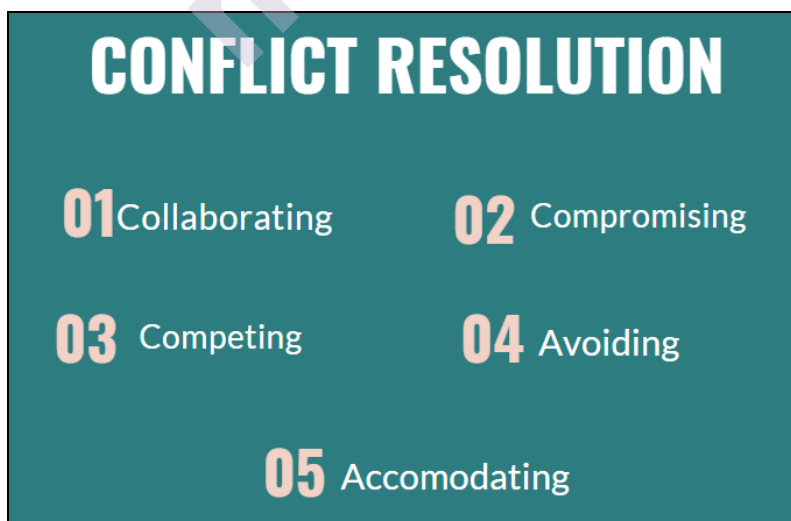 CONFLICT RESOLUTION
01 Collaborating
02 Compromising
03 Competing
04 Avoiding
05 Accomodating